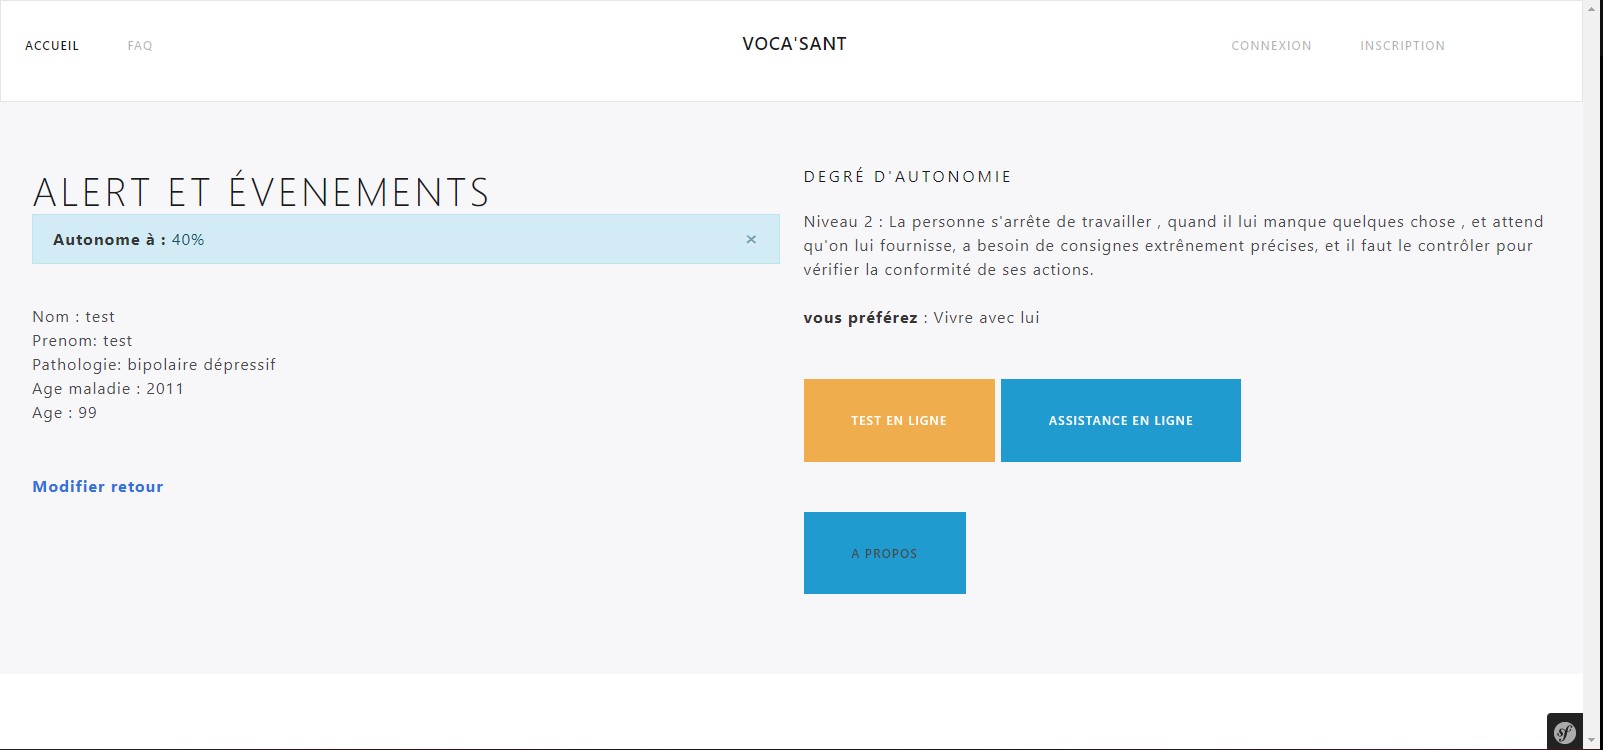 ACCUEIL
FAQ
VOCA'SANT
CONNEXION
INSCRIPTION
ALERT ET ÉVENEMENTS
Autonome à : 40%
×
Nom : test
Prenom: test
Pathologie: bipolaire dépressif
Age maladie : 2011
Age : 99
Modifier retour
DEGRÉ D'AUTONOMIE
Niveau 2 : La personne s'arrête de travailler , quand il lui manque quelques chose , et attend
qu'on lui fournisse, a besoin de consignes extrênement précises, et il faut le contrôler pour
vérifier la conformité de ses actions.
vous préférez : Vivre avec lui
TEST EN LIGNE
ASSISTANCE EN LIGNE
A PROPOS
sf